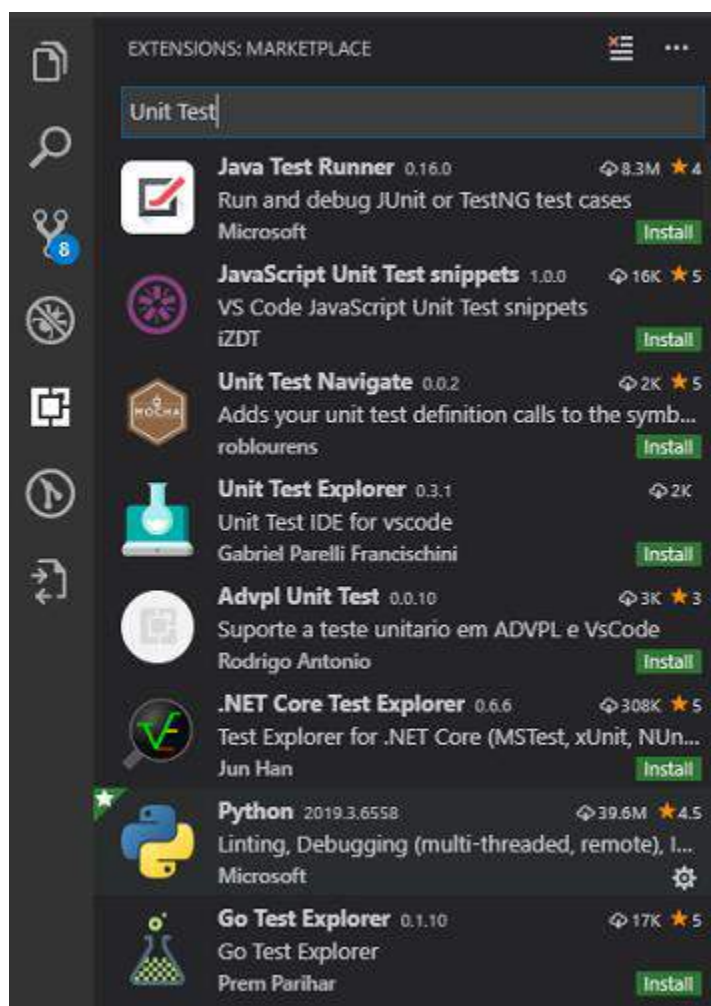 EXTENSIONS: MARKETPLACE
Unit Test
8
Java Test Runner 0.16.0 8.3M 4
Run and debug JUnit or TestNG test cases
Microsoft Install
JavaScript Unit Test snippets 1.0.0 16K 5
VS Code JavaScript Unit Test snippets
iZDT Install
Unit Test Navigate 0.0.2 2K 5
MOCHA
Adds your unit test definition calls to the symb...
roblourens Install
Unit Test Explorer 0.3.1 2K
Unit Test IDE for vscode
Gabriel Parelli Francischini Install
Advpl Unit Test 0.0.10 3K 3
Suporte a teste unitario em ADVPL e VsCode
Rodrigo Antonio Install
.NET Core Test Explorer 0.6.6 308K 5
Test Explorer for .NET Core (MSTest, xUnit, NUn...
Jun Han Install
Python 2019.3.6558 39.6M 4.5
Linting, Debugging (multi-threaded, remote), I...
Microsoft
Go Test Explorer 0.1.10 17K 5
Go Test Explorer
Prem Parihar Install